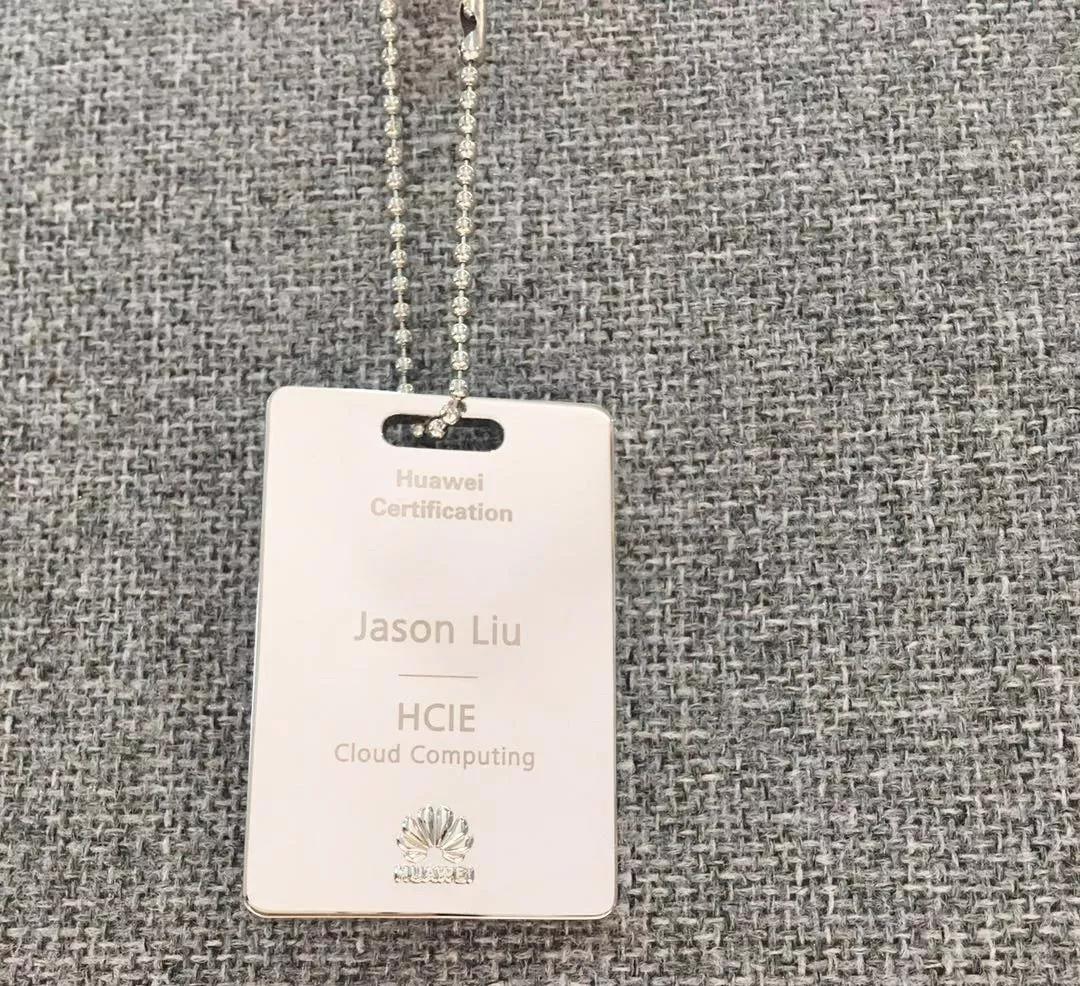 Huawei
Certification
Jason Liu
HCIE
Cloud Computing
HUAWEI